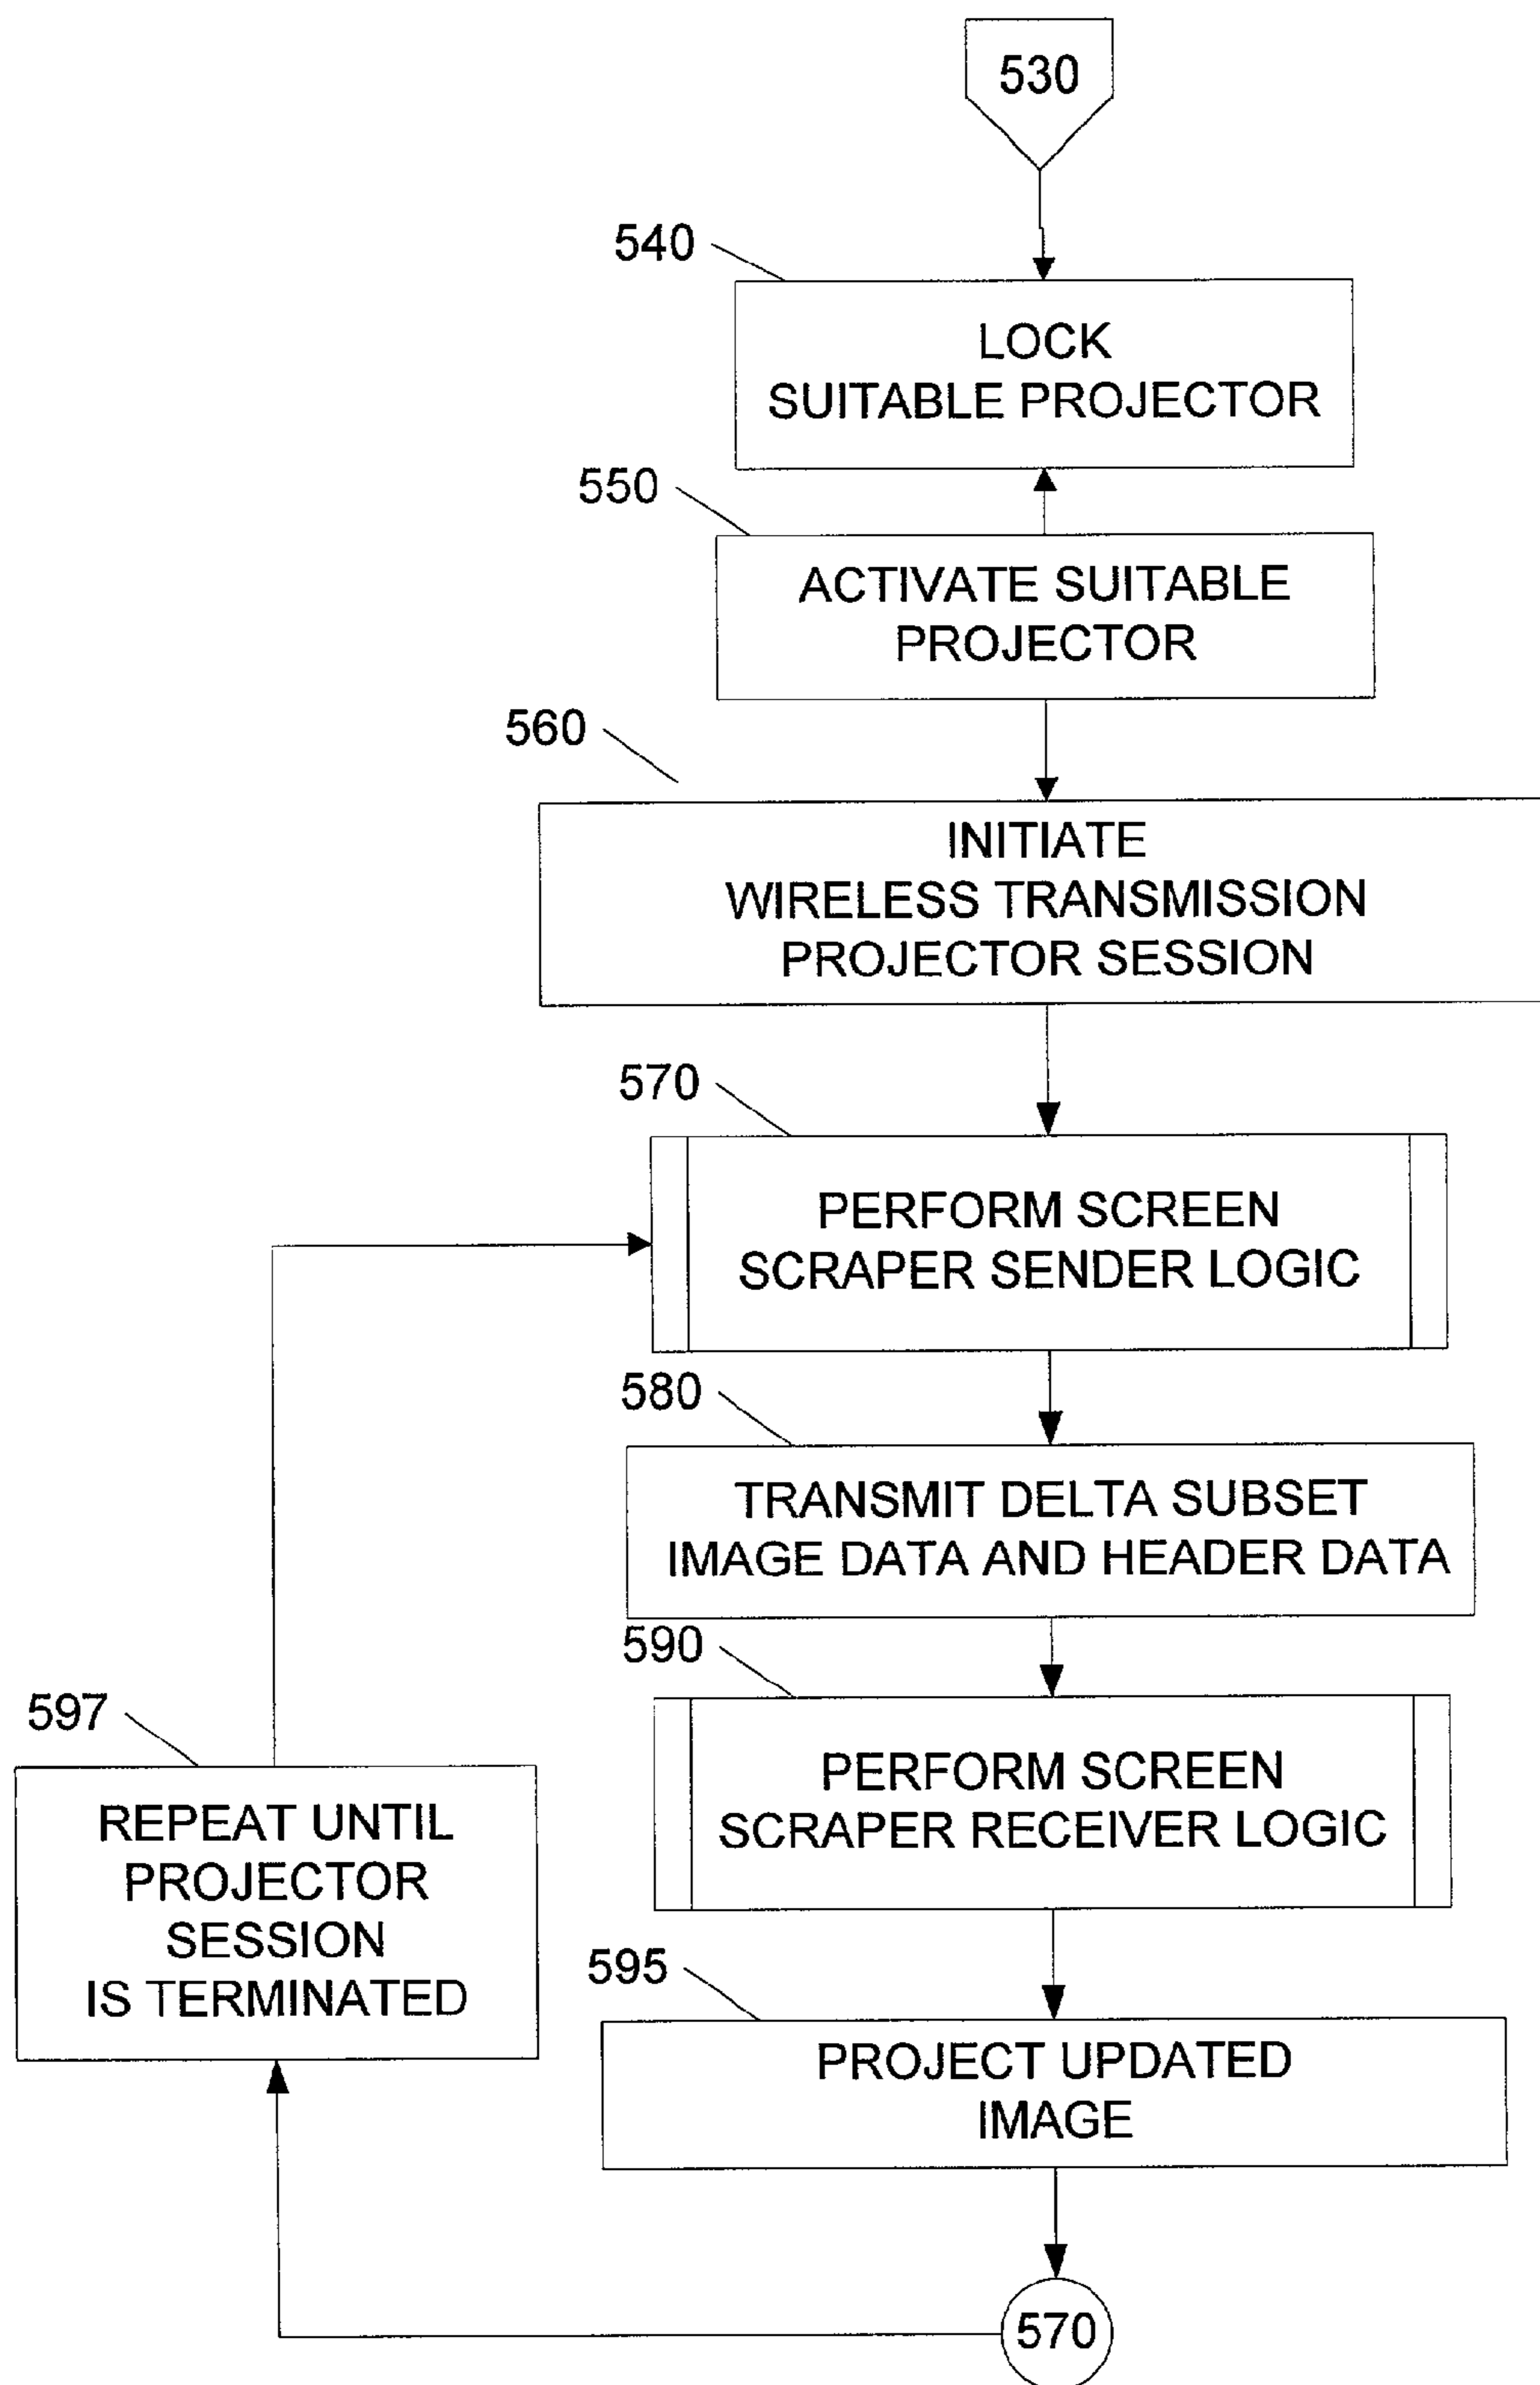 530
540
LOCK
SUITABLE PROJECTOR
550
ACTIVATE SUITABLE
PROJECTOR
560
INITIATE
WIRELESS TRANSMISSION
PROJECTOR SESSION
570
PERFORM SCREEN
SCRAPER SENDER LOGIC
580
TRANSMIT DELTA SUBSET
IMAGE DATA AND HEADER DATA
590
PERFORM SCREEN
SCRAPER RECEIVER LOGIC
597
REPEAT UNTIL
PROJECTOR
SESSION
IS TERMINATED
595
PROJECT UPDATED
IMAGE
570